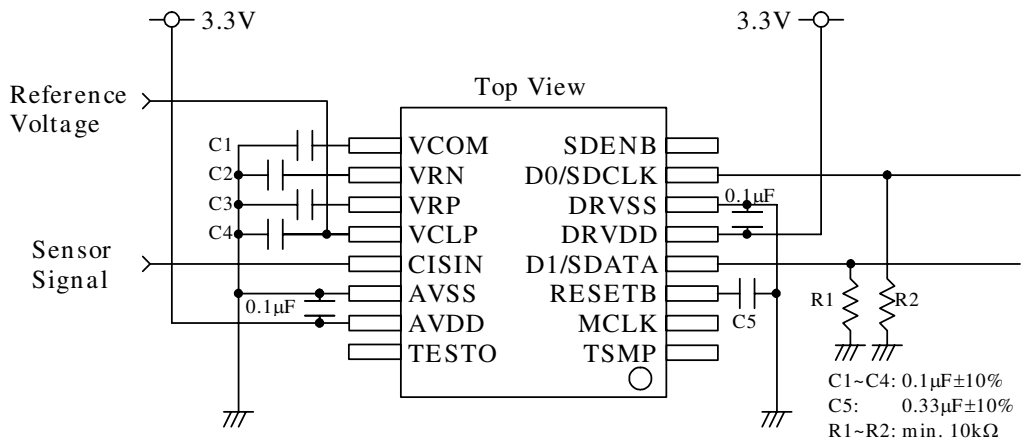 3.3V
3.3V
Reference
Voltage
Top View
C1
VCOM
SDENB
C2
VRN
D0/SDCLK
C3
VRP
DRVSS
0.1μF
C4
VCLP
DRVDD
Sensor
Signal
CISIN
D1/SDATA
0.1μF
AVSS
RESETB
C5
R1
R2
AVDD
MCLK
TESTO
TSMP
C1~C4: 0.1μF±10%
C5: 0.33μF±10%
R1~R2: min. 10kΩ